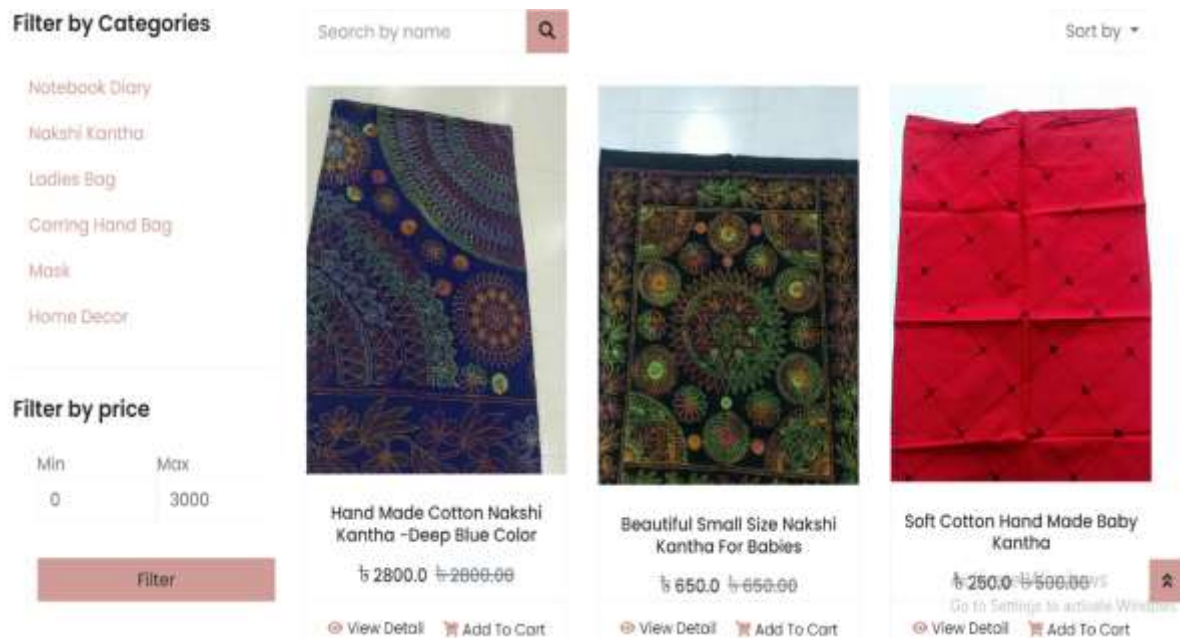 Filter by Categories
Search by name
Sort by
Notebook Diary
Nakshi Kantha
Ladies Bag
Corring Hand Bag
Mask
Home Decor
Filter by price
Min Max
0 3000
Filter
Hand Made Cotton Nakshi
Kantha -Deep Blue Color
৳ 2800.0 ৳ 2800.00
View Detail Add To Cart
Beautiful Small Size Nakshi
Kantha For Babies
৳ 650.0 ৳ 650.00
View Detail Add To Cart
Soft Cotton Hand Made Baby
Kantha
৳ 250.0 ৳ 500.00
Go to Settings to activate Windows
View Detail Add To Cart